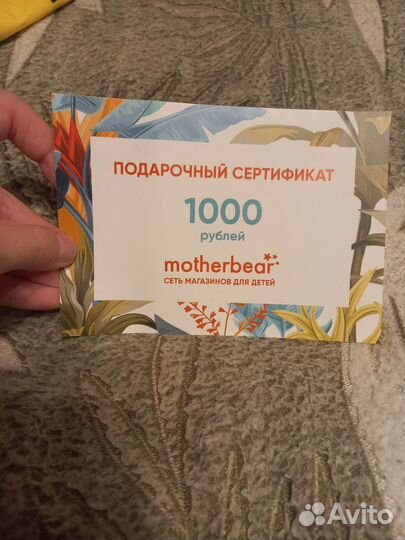 ПОДАРОЧНЫЙ СЕРТИФИКАТ
1000
рублей
motherbear
СЕТЬ МАГАЗИНОВ ДЛЯ ДЕТЕЙ
Avito